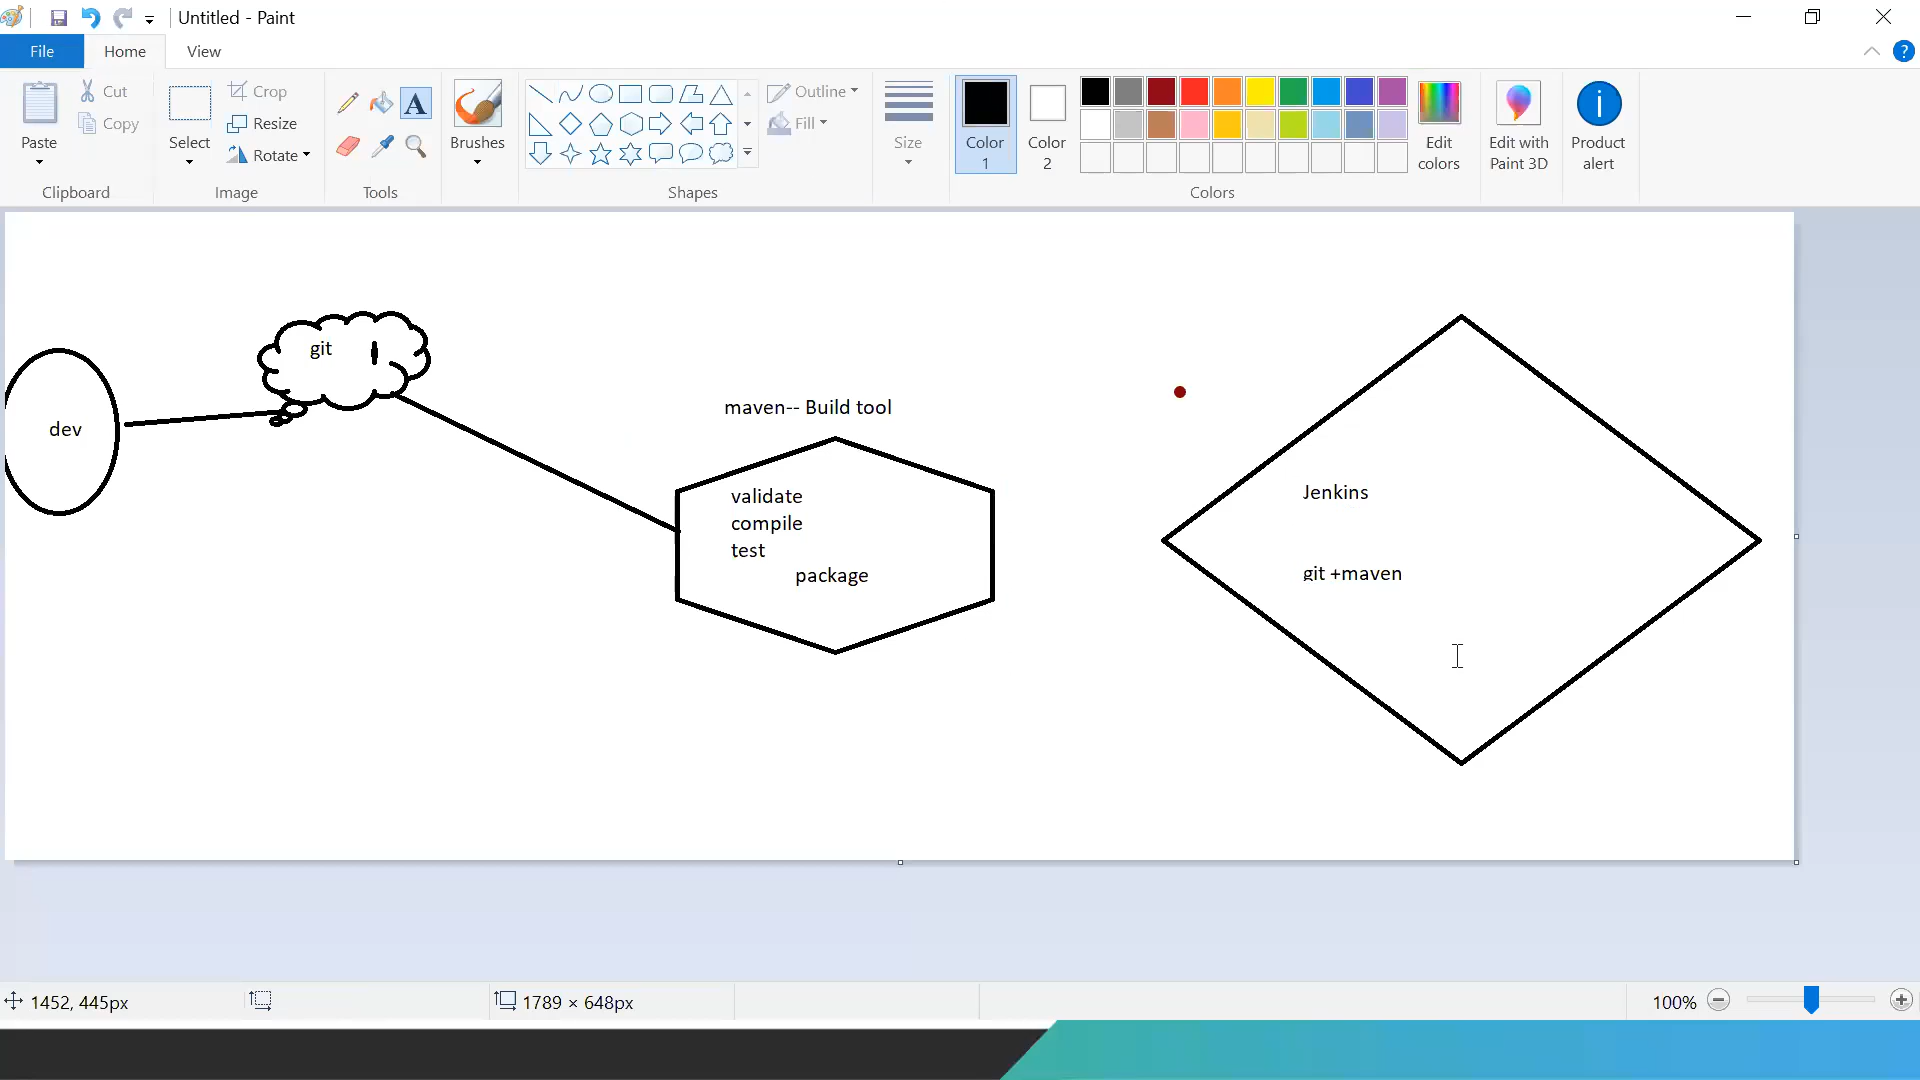 Untitled - Paint
File
Home
View
Paste
Cut
Copy
Clipboard
Select
Crop
Resize
Rotate
Image
A
Tools
Brushes
Shapes
Outline
Fill
Size
Color 1
Color 2
Edit colors
Colors
Edit with Paint 3D
Product alert
dev
git
maven-- Build tool
validate
compile
test
package
Jenkins
git +maven
1452, 445px
1789 × 648px
100%